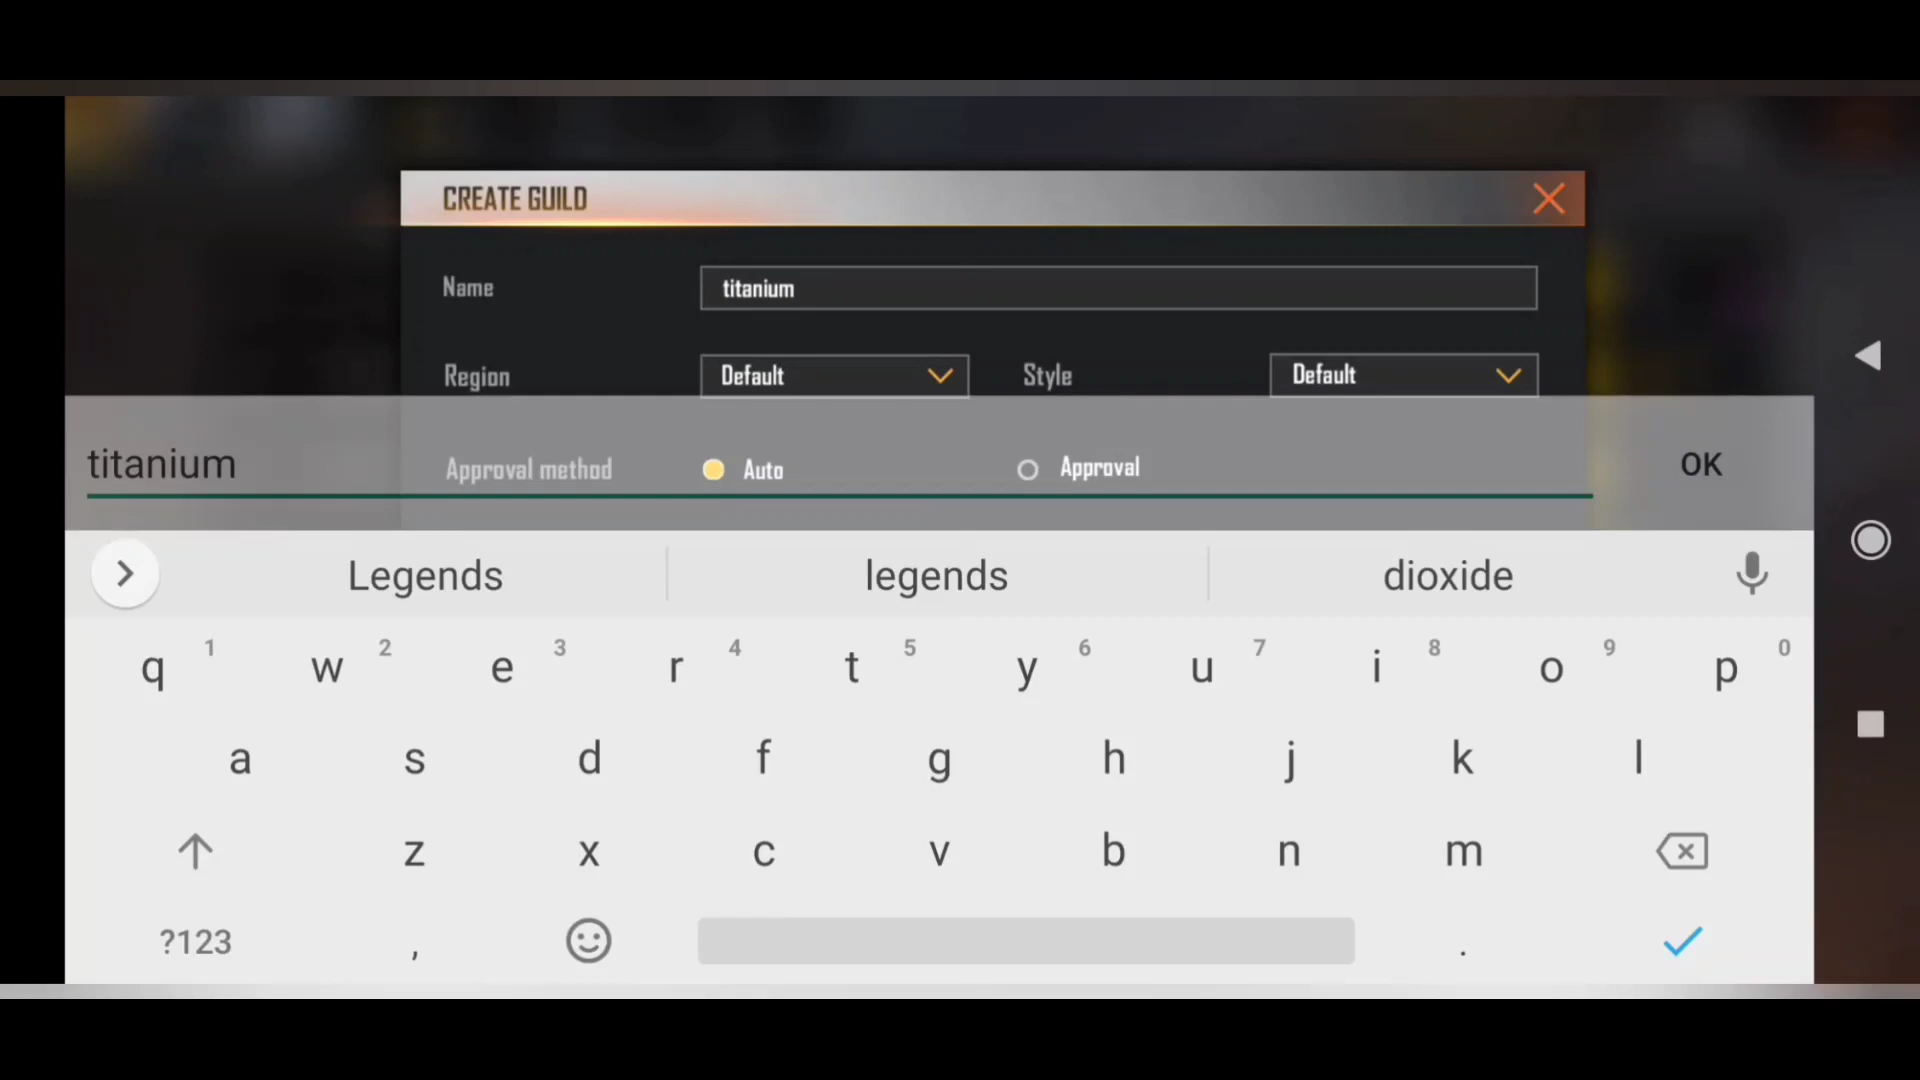 CREATE GUILD
Name titanium
Region Default Style Default
titanium Approval method Auto Approval OK
Legends legends dioxide
q 1 w 2 e 3 r 4 t 5 y 6 u 7 i 8 o 9 p 0
a s d f g h j k l
z x c v b n m
?123 , .